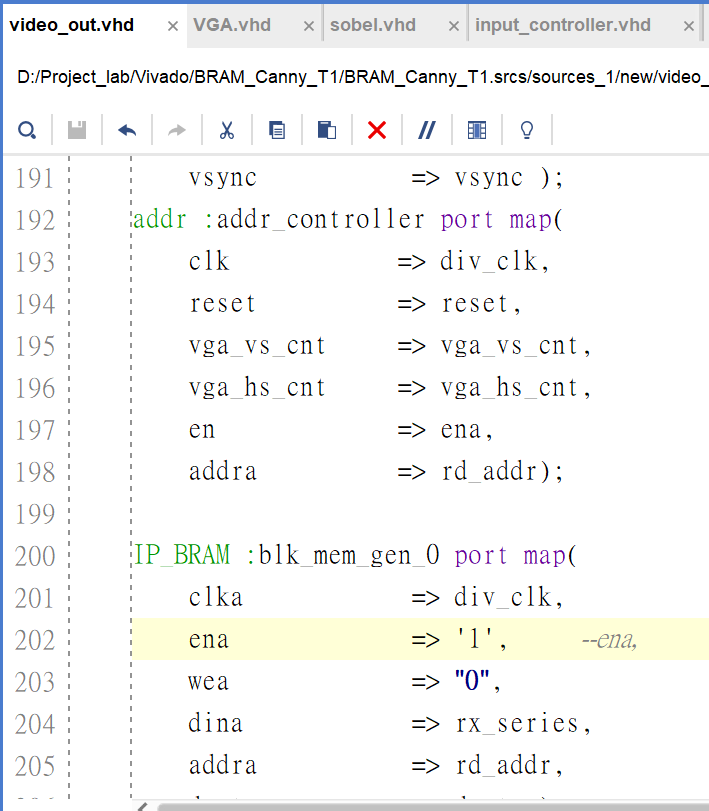 video_out.vhd × VGA.vhd × sobel.vhd × input_controller.vhd ×
D:/Project_lab/Vivado/BRAM_Canny_T1/BRAM_Canny_T1.srcs/sources_1/new/video_
191 vsync => vsync );
192 addr :addr_controller port map(
193 clk => div_clk,
194 reset => reset,
195 vga_vs_cnt => vga_vs_cnt,
196 vga_hs_cnt => vga_hs_cnt,
197 en => ena,
198 addra => rd_addr);
199
200 IP_BRAM :blk_mem_gen_0 port map(
201 clka => div_clk,
202 ena => '1', --ena,
203 wea => "0",
204 dina => rx_series,
205 addra => rd_addr,